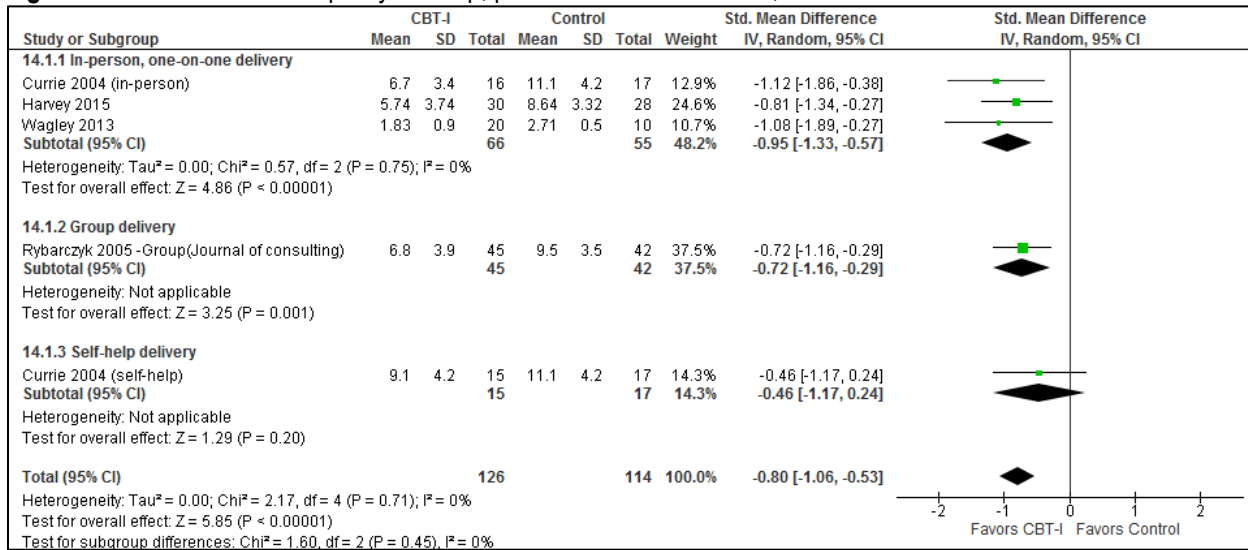 CBT-I Control Std. Mean Difference Std. Mean Difference
Study or Subgroup Mean SD Total Mean SD Total Weight IV, Random, 95% CI IV, Random, 95% CI
14.1.1 In-person, one-on-one delivery
Currie 2004 (in-person) 6.7 3.4 16 11.1 4.2 17 12.9% -1.12 [-1.86, -0.38]
Harvey 2015 5.74 3.74 30 8.64 3.32 28 24.6% -0.81 [-1.34, -0.27]
Wagley 2013 1.83 0.9 20 2.71 0.5 10 10.7% -1.08 [-1.89, -0.27]
Subtotal (95% CI) 66 55 48.2% -0.95 [-1.33, -0.57]
Heterogeneity: Tau² = 0.00; Chi² = 0.57, df = 2 (P = 0.75); I² = 0%
Test for overall effect: Z = 4.86 (P < 0.00001)
14.1.2 Group delivery
Rybarczyk 2005 -Group(Journal of consulting) 6.8 3.9 45 9.5 3.5 42 37.5% -0.72 [-1.16, -0.29]
Subtotal (95% CI) 45 42 37.5% -0.72 [-1.16, -0.29]
Heterogeneity: Not applicable
Test for overall effect: Z = 3.25 (P = 0.001)
14.1.3 Self-help delivery
Currie 2004 (self-help) 9.1 4.2 15 11.1 4.2 17 14.3% -0.46 [-1.17, 0.24]
Subtotal (95% CI) 15 17 14.3% -0.46 [-1.17, 0.24]
Heterogeneity: Not applicable
Test for overall effect: Z = 1.29 (P = 0.20)
Total (95% CI) 126 114 100.0% -0.80 [-1.06, -0.53]
Heterogeneity: Tau² = 0.00; Chi² = 2.17, df = 4 (P = 0.71); I² = 0%
Test for overall effect: Z = 5.85 (P < 0.00001)
Test for subgroup differences: Chi² = 1.60, df = 2 (P = 0.45), I² = 0%
-2 -1 0 1 2
Favors CBT-I Favors Control